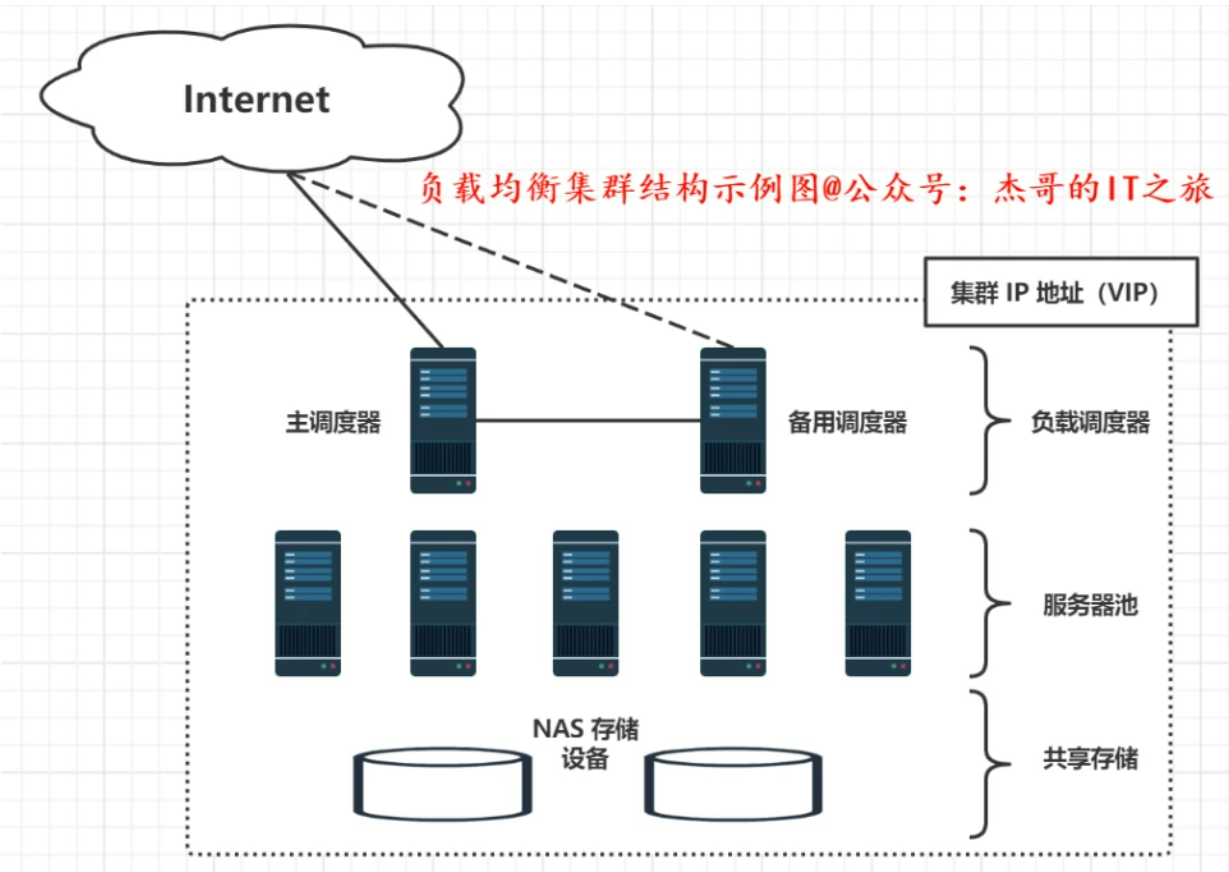 Internet
负载均衡集群结构示例图@公众号：杰哥的IT之旅
集群 IP 地址（VIP）
主调度器
备用调度器
负载调度器
服务器池
NAS 存储
设备
共享存储